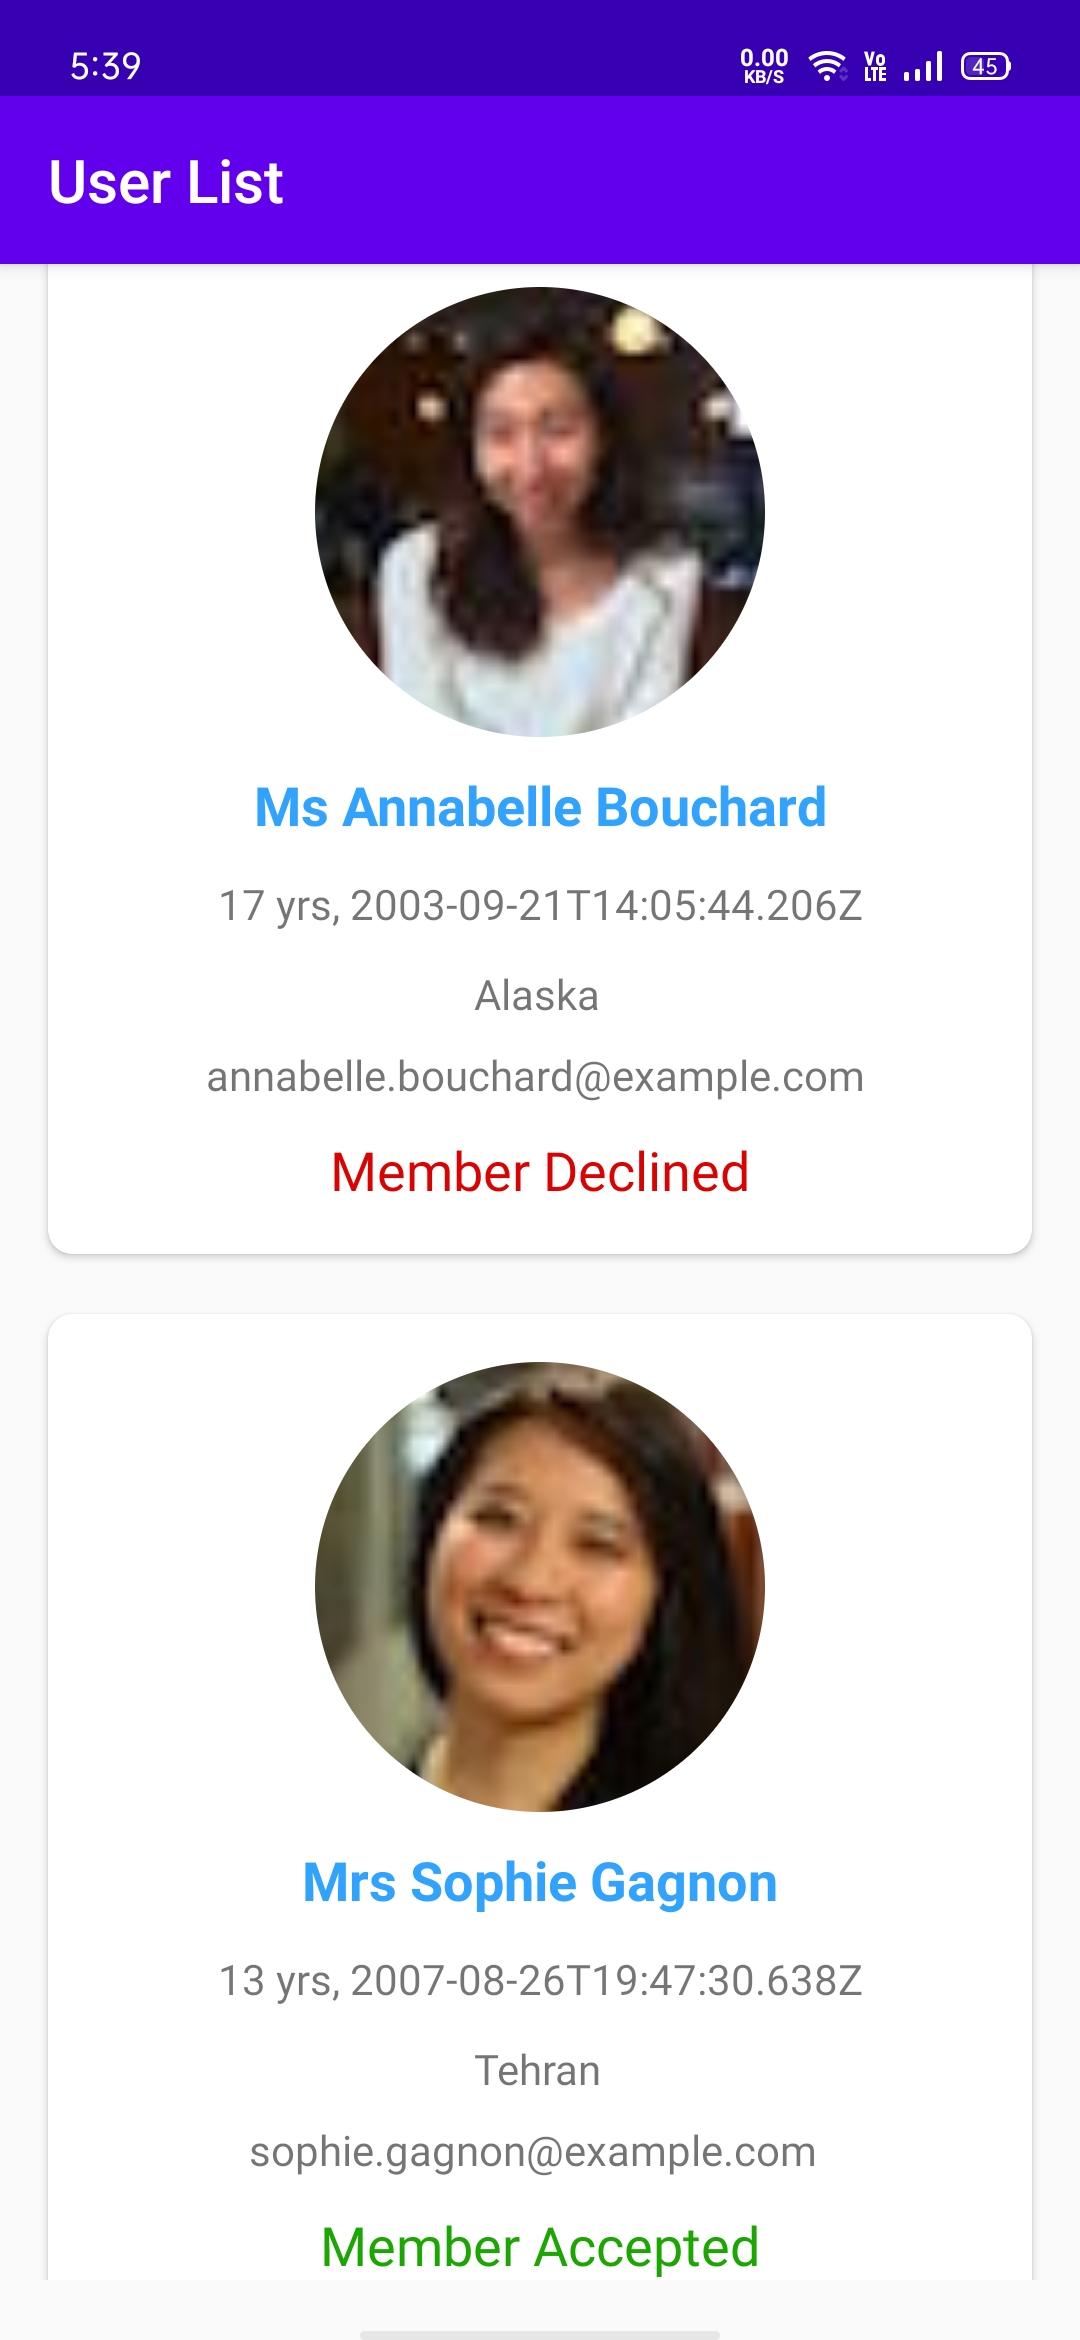 5:39
0.00
KB/S
Vo
LTE
45
User List
Ms Annabelle Bouchard
17 yrs, 2003-09-21T14:05:44.206Z
Alaska
annabelle.bouchard@example.com
Member Declined
Mrs Sophie Gagnon
13 yrs, 2007-08-26T19:47:30.638Z
Tehran
sophie.gagnon@example.com
Member Accepted